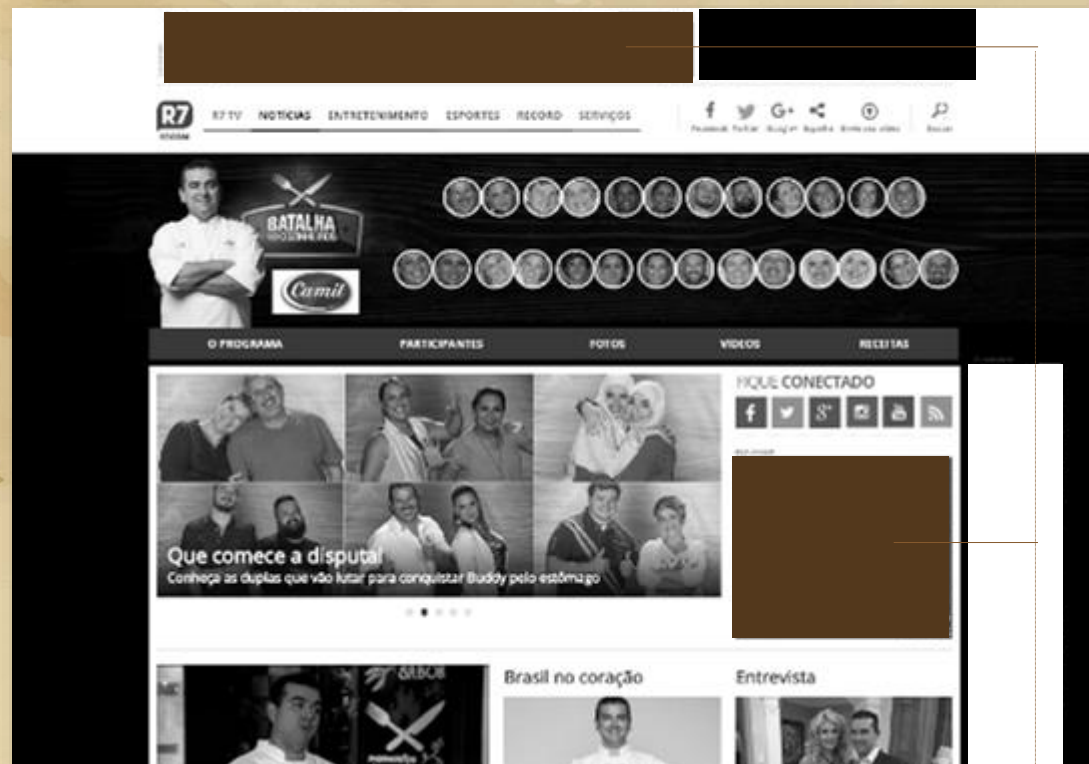 R7
R7 TV NOTÍCIAS ENTRETENIMENTO ESPORTES RECORD SERVIÇOS
BATALHA
Camil
O PROGRAMA PARTICIPANTES FOTOS VÍDEOS RECEITAS
FIQUE CONECTADO
Que comece a disputa!
Conheça as duplas que vão lutar para conquistar Buddy pelo estômago
Brasil no coração
Entrevista